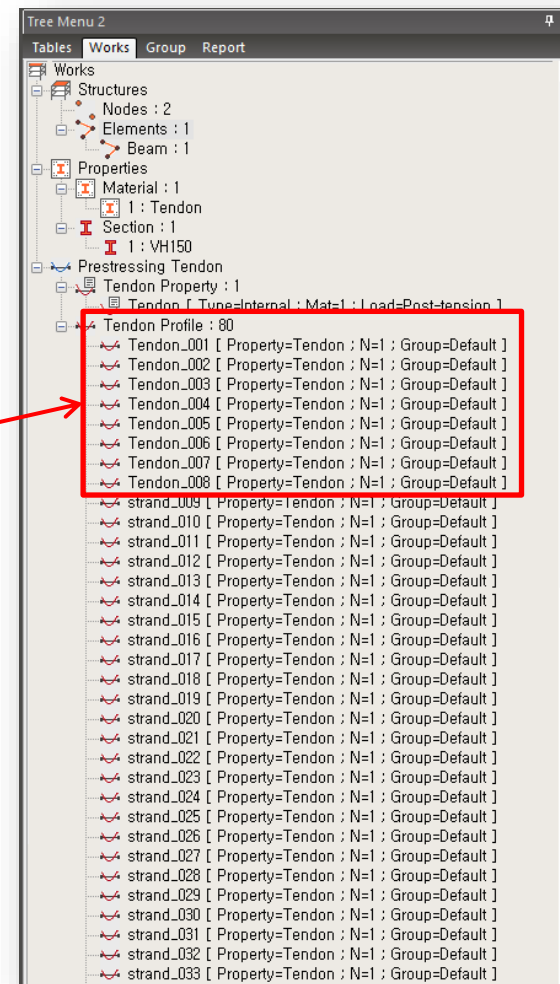 Tree Menu 2
Tables Works Group Report
Works
Structures
Nodes : 2
Elements : 1
Beam : 1
Properties
Material : 1
1 : Tendon
Section : 1
1 : VH150
Prestressing Tendon
Tendon Property : 1
Tendon [ Type=Internal ; Mat=1 ; Load=Post-tension ]
Tendon Profile : 80
Tendon_001 [ Property=Tendon ; N=1 ; Group=Default ]
Tendon_002 [ Property=Tendon ; N=1 ; Group=Default ]
Tendon_003 [ Property=Tendon ; N=1 ; Group=Default ]
Tendon_004 [ Property=Tendon ; N=1 ; Group=Default ]
Tendon_005 [ Property=Tendon ; N=1 ; Group=Default ]
Tendon_006 [ Property=Tendon ; N=1 ; Group=Default ]
Tendon_007 [ Property=Tendon ; N=1 ; Group=Default ]
Tendon_008 [ Property=Tendon ; N=1 ; Group=Default ]
strand_009 [ Property=Tendon ; N=1 ; Group=Default ]
strand_010 [ Property=Tendon ; N=1 ; Group=Default ]
strand_011 [ Property=Tendon ; N=1 ; Group=Default ]
strand_012 [ Property=Tendon ; N=1 ; Group=Default ]
strand_013 [ Property=Tendon ; N=1 ; Group=Default ]
strand_014 [ Property=Tendon ; N=1 ; Group=Default ]
strand_015 [ Property=Tendon ; N=1 ; Group=Default ]
strand_016 [ Property=Tendon ; N=1 ; Group=Default ]
strand_017 [ Property=Tendon ; N=1 ; Group=Default ]
strand_018 [ Property=Tendon ; N=1 ; Group=Default ]
strand_019 [ Property=Tendon ; N=1 ; Group=Default ]
strand_020 [ Property=Tendon ; N=1 ; Group=Default ]
strand_021 [ Property=Tendon ; N=1 ; Group=Default ]
strand_022 [ Property=Tendon ; N=1 ; Group=Default ]
strand_023 [ Property=Tendon ; N=1 ; Group=Default ]
strand_024 [ Property=Tendon ; N=1 ; Group=Default ]
strand_025 [ Property=Tendon ; N=1 ; Group=Default ]
strand_026 [ Property=Tendon ; N=1 ; Group=Default ]
strand_027 [ Property=Tendon ; N=1 ; Group=Default ]
strand_028 [ Property=Tendon ; N=1 ; Group=Default ]
strand_029 [ Property=Tendon ; N=1 ; Group=Default ]
strand_030 [ Property=Tendon ; N=1 ; Group=Default ]
strand_031 [ Property=Tendon ; N=1 ; Group=Default ]
strand_032 [ Property=Tendon ; N=1 ; Group=Default ]
strand_033 [ Property=Tendon ; N=1 ; Group=Default ]